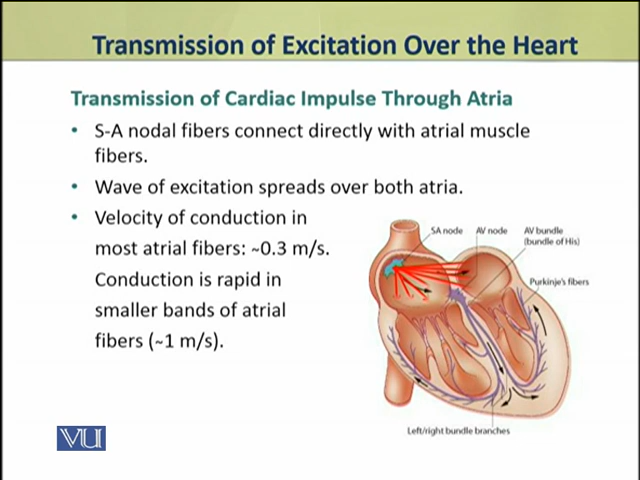 Transmission of Excitation Over the Heart
Transmission of Cardiac Impulse Through Atria
• S-A nodal fibers connect directly with atrial muscle
fibers.
• Wave of excitation spreads over both atria.
• Velocity of conduction in
most atrial fibers: ~0.3 m/s.
Conduction is rapid in
smaller bands of atrial
fibers (~1 m/s).
SA node
AV node
AV bundle
(bundle of His)
Purkinje's fibers
Left/right bundle branches
VU